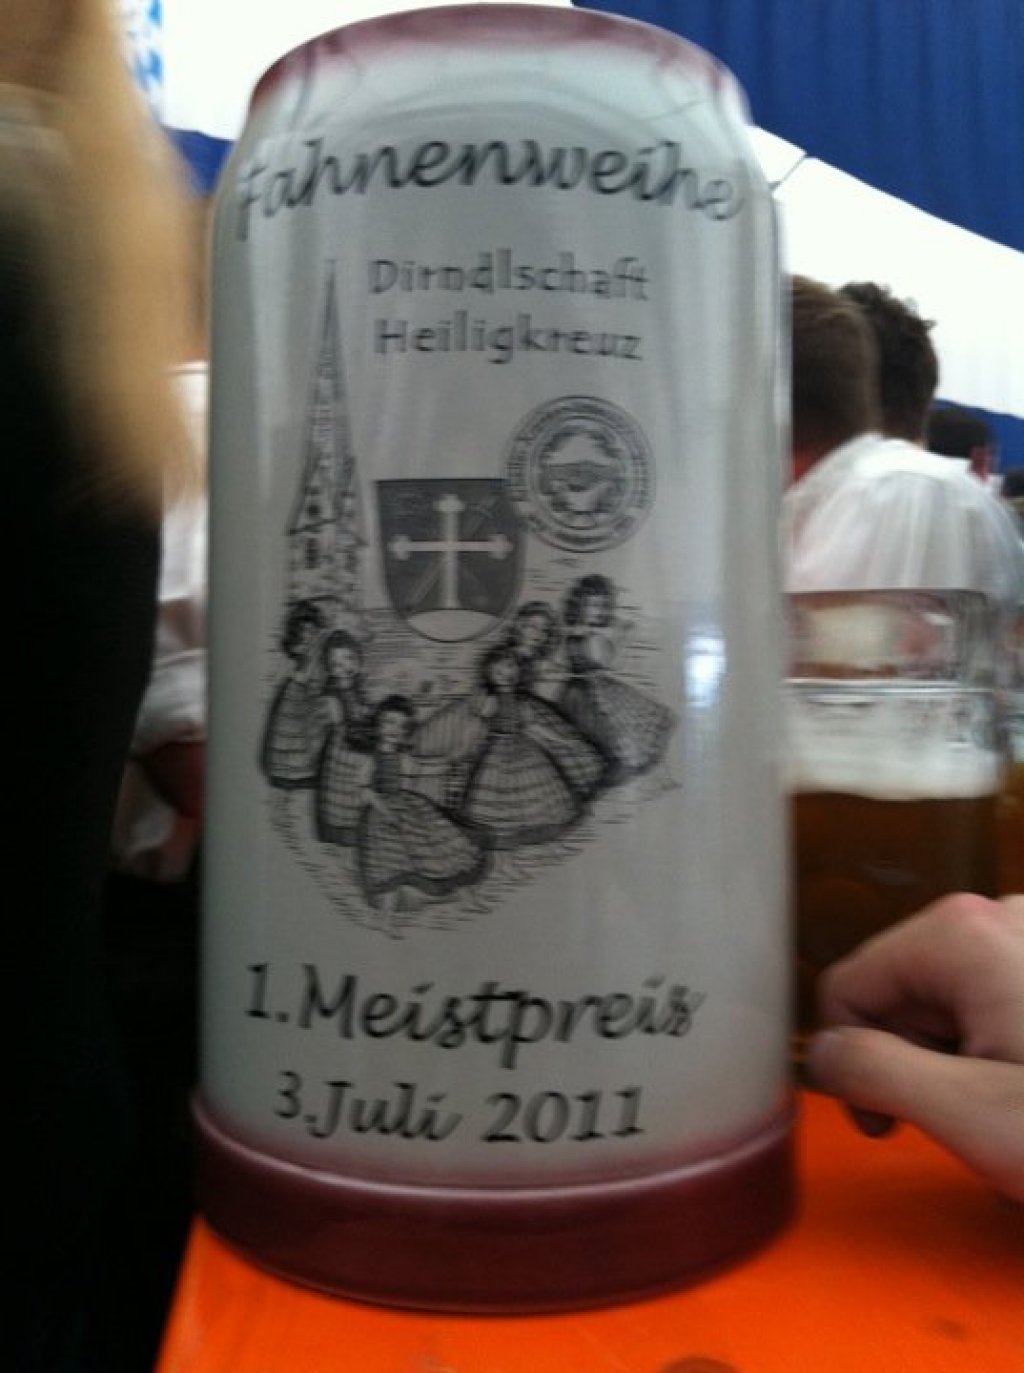 Fahnenweihe
Dirndlschaft
Heiligkreuz
1. Meistpreis
3. Juli 2011